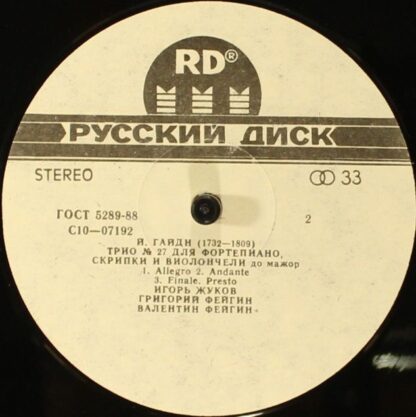 RD®
РУССКИЙ ДИСК
STEREO
33
ГОСТ 5289-88
С10—07192
2
Й. ГАЙДН (1732—1809)
ТРИО № 27 ДЛЯ ФОРТЕПИАНО,
СКРИПКИ И ВИОЛОНЧЕЛИ до мажор
1. Allegro 2. Andante
3. Finale. Presto
ИГОРЬ ЖУКОВ
ГРИГОРИЙ ФЕЙГИН
ВАЛЕНТИН ФЕЙГИН